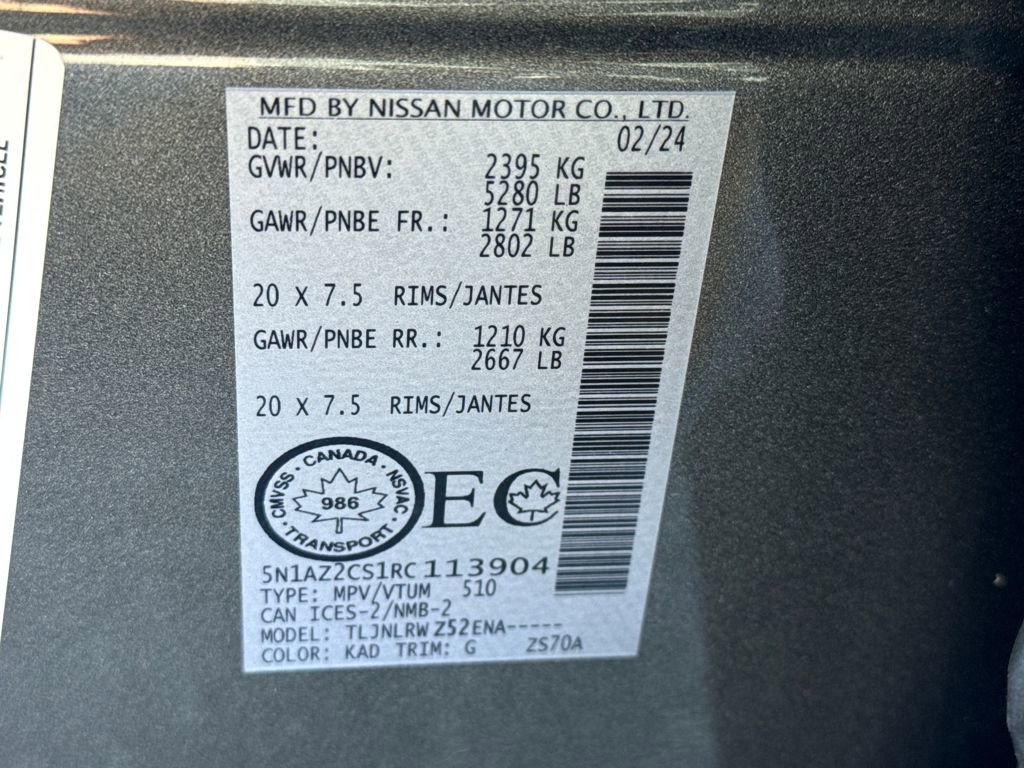 MFD BY NISSAN MOTOR CO., LTD.
DATE: 02/24
GVWR/PNBV: 2395 KG
5280 LB
GAWR/PNBE FR.: 1271 KG
2802 LB
20 X 7.5 RIMS/JANTES
GAWR/PNBE RR.: 1210 KG
2667 LB
20 X 7.5 RIMS/JANTES
CMVSS · CANADA · NSVAC · TRANSPORT ·
986
EC
5N1AZ2CS1RC113904
TYPE: MPV/VTUM 510
CAN ICES-2/NMB-2
MODEL: TLJNLRW Z52ENA-----
COLOR: KAD TRIM: G ZS70A